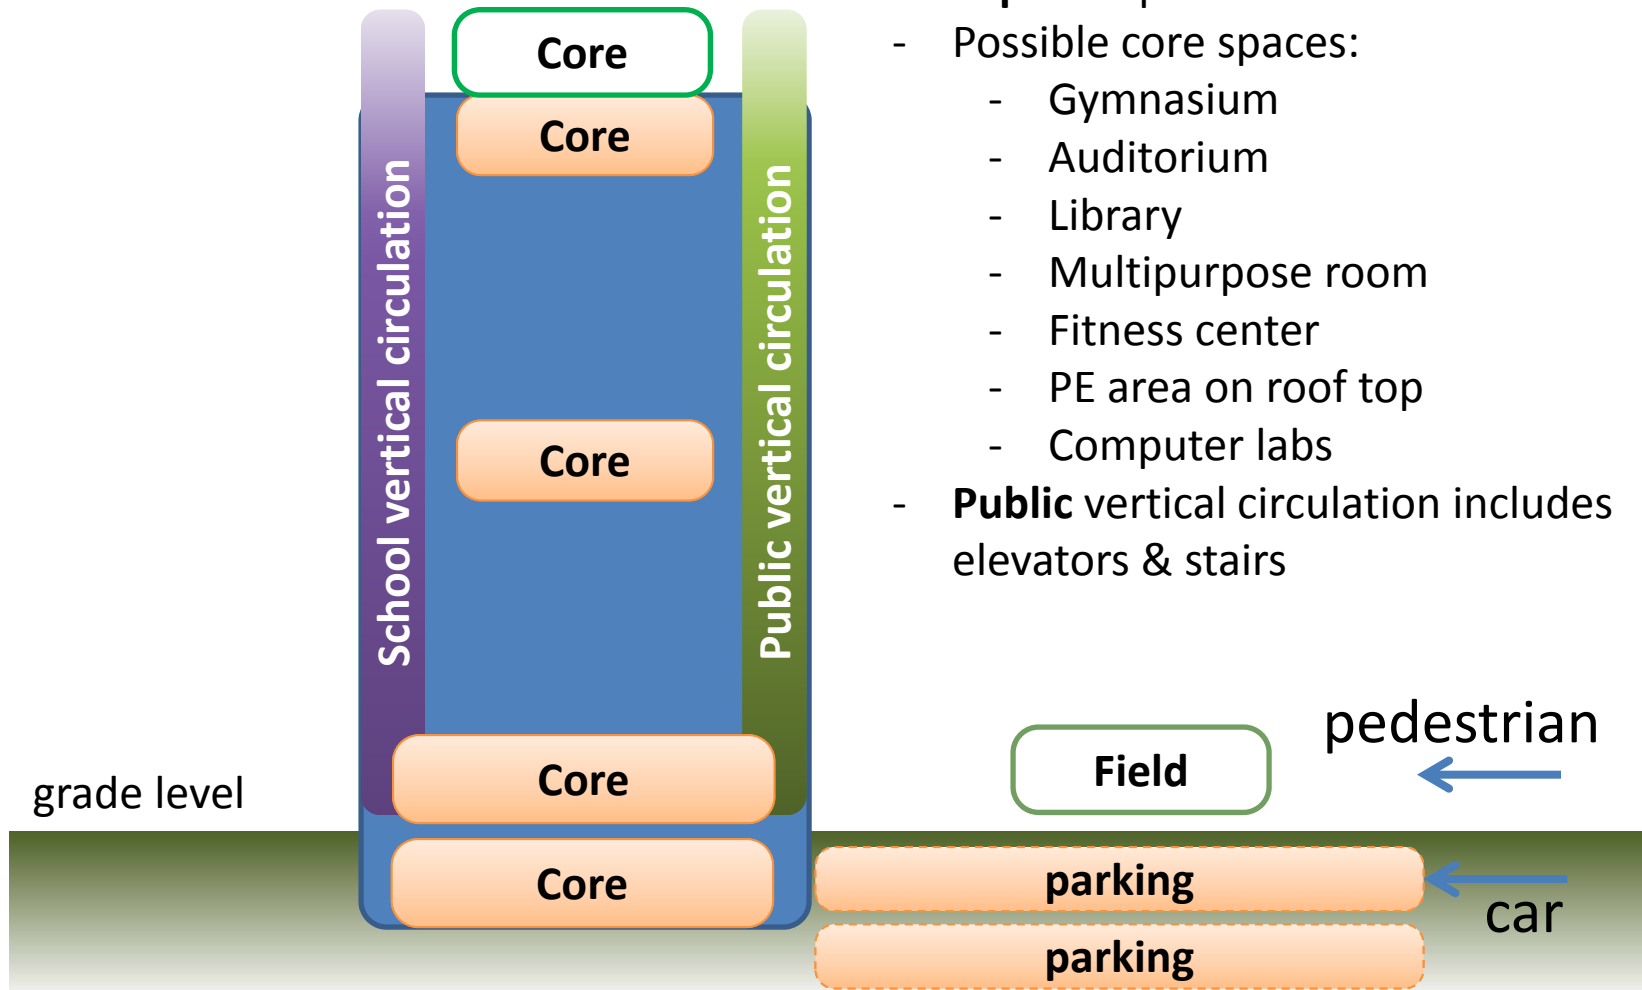 Core
Core
School vertical circulation
Public vertical circulation
Core
Core
Core
- Possible core spaces:
- Gymnasium
- Auditorium
- Library
- Multipurpose room
- Fitness center
- PE area on roof top
- Computer labs
- Public vertical circulation includes
elevators & stairs
grade level
Field
pedestrian
parking
car
parking